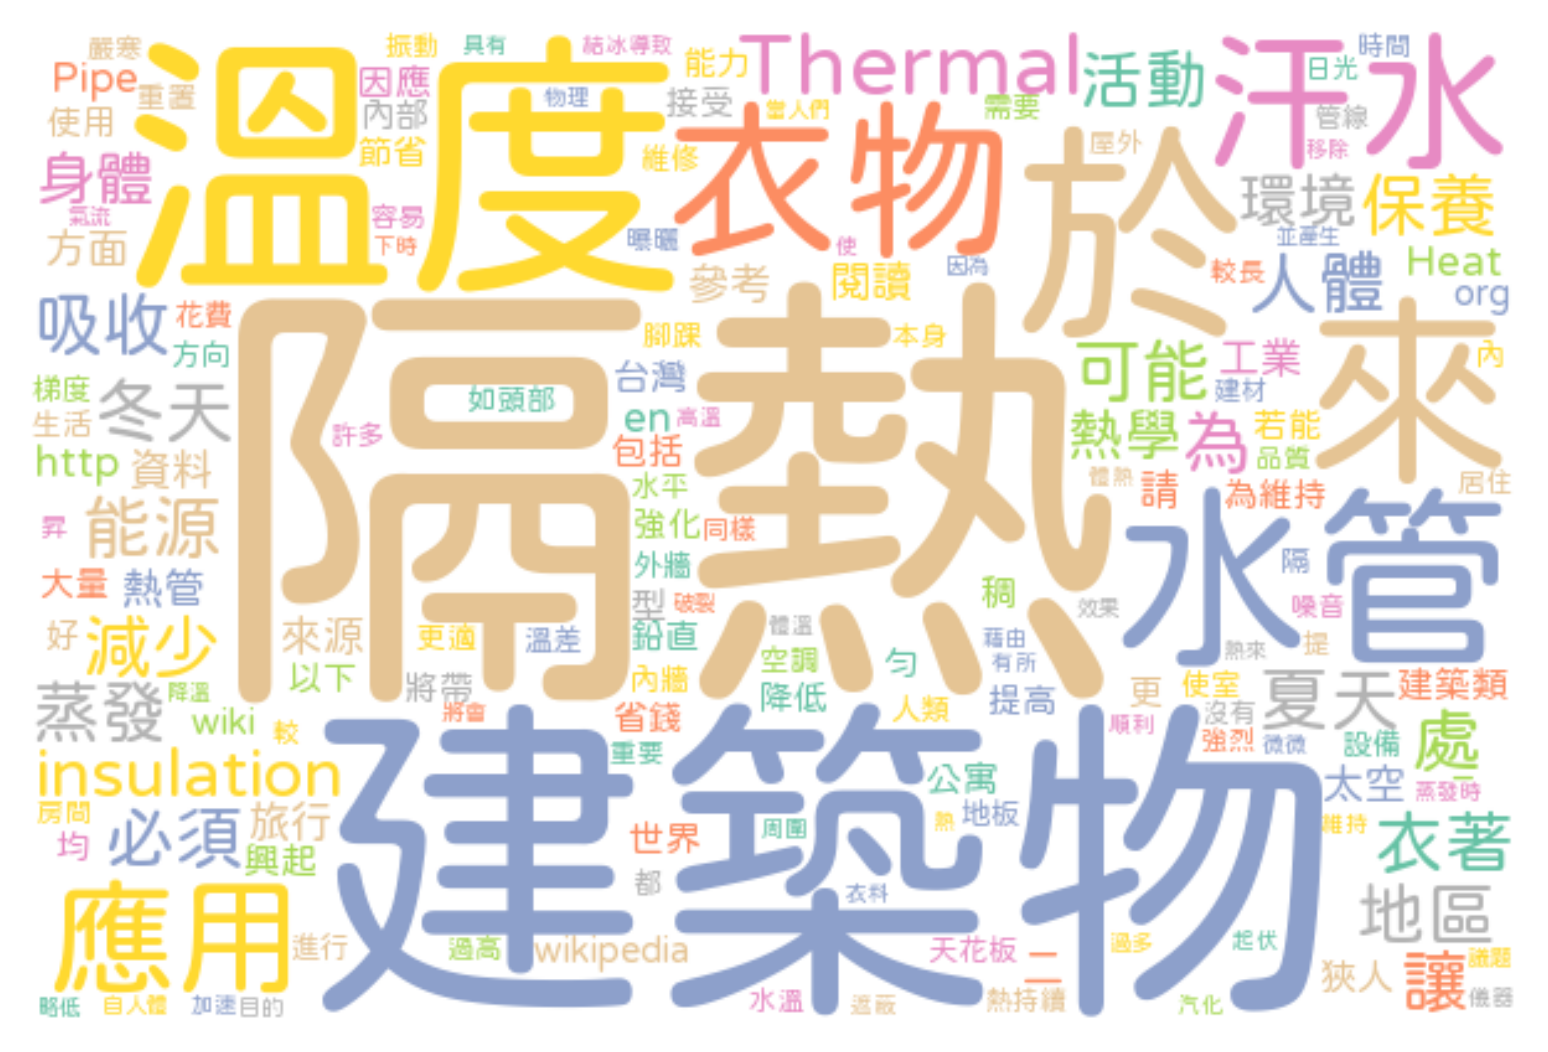 嚴寒
振動
具有
結冰導致
時間
Pipe
重置
溫度
因應
能力
Thermal
活動
汗水
日光
使用
內部
物理
接受
當人們
需要
管線
節省
維修
衣物
於
屋外
移除
身體
氣流
容易
曝曬
使
環境
保養
方面
下時
參考
閱讀
因為
並產生
較長
人體
Heat
org
吸收
花費
方向
隔熱
腳踝
本身
可能
工業
來
內
梯度
冬天
如頭部
台灣
建材
生活
許多
en
高溫
熱學
為
若能
品質
http
資料
包括
水平
體熱
請
為維持
居住
昇
能源
強化
同樣
水管
大量
熱管
外牆
隔
型
破裂
稠
效果
噪音
好
減少
來源
更適
溫差
鉛直
體溫
藉由
熱來
提
以下
將帶
內牆
空調
勻
有所
蒸發
降溫
降低
提高
更
使室
夏天
建築類
wiki
較
將會
省錢
人類
順利
沒有
強烈
微微
設備
處
insulation
建築物
重要
公寓
太空
蒸發時
房間
必須
旅行
地板
均
興起
世界
周圍
熱
維持
衣著
都
衣料
應用
地區
進行
過高
wikipedia
天花板
二
過多
起伏
狹人
讓
議題
略低
自人體
加速
目的
水溫
遮蔽
熱持續
汽化
儀器